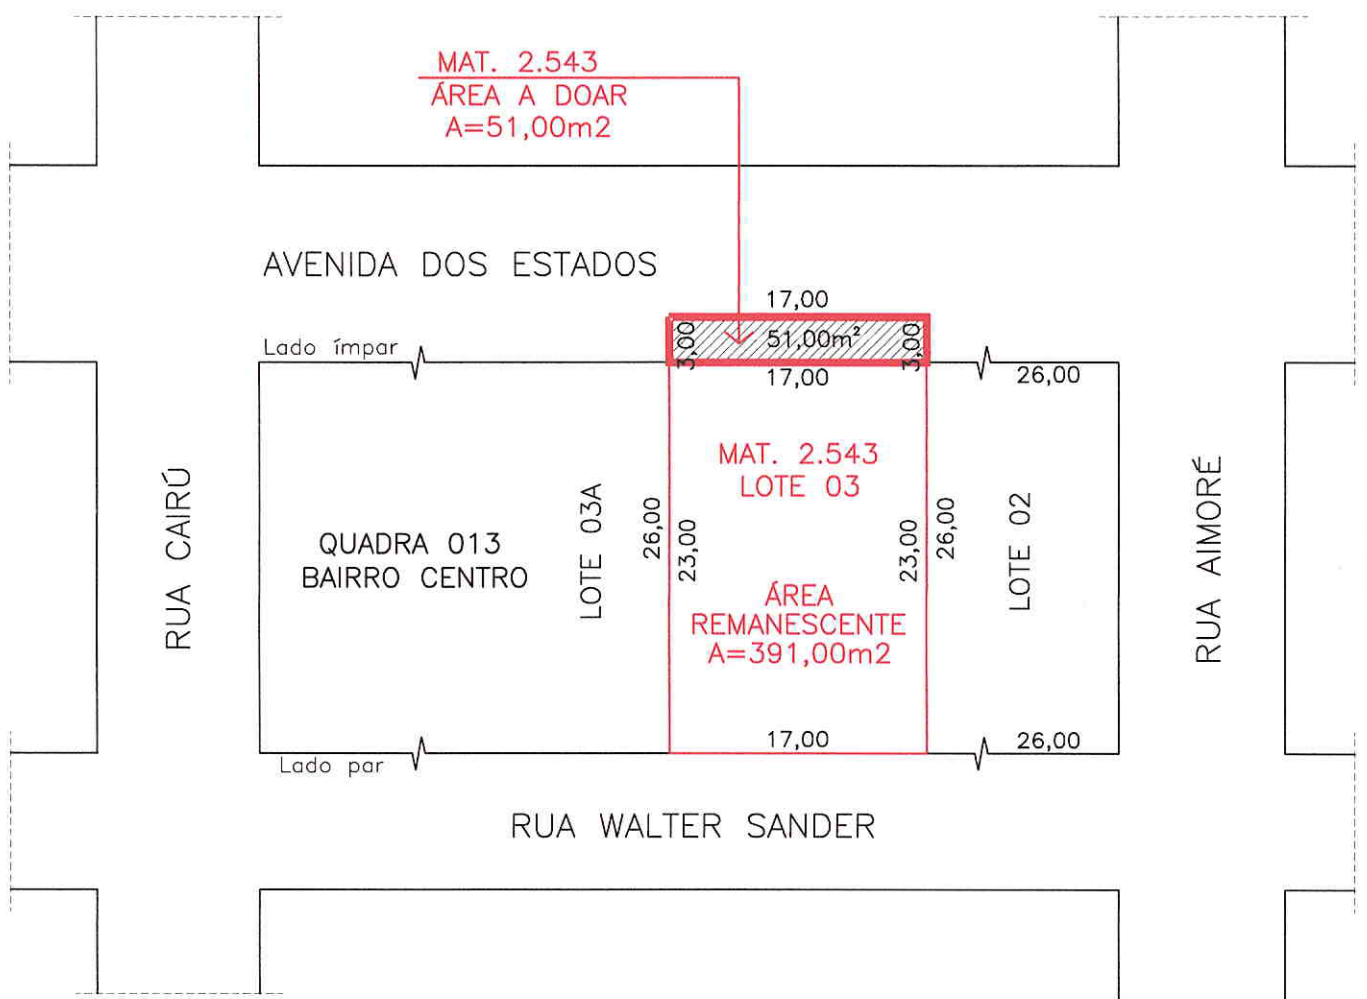 MAT. 2.543
ÁREA A DOAR
A=51,00m2
AVENIDA DOS ESTADOS
17,00
3,00
51,00m²
3,00
Lado ímpar
17,00
26,00
MAT. 2.543
LOTE 03
RUA CAIRÚ
QUADRA 013
BAIRRO CENTRO
LOTE 03A
26,00
23,00
23,00
26,00
LOTE 02
RUA AIMORÉ
ÁREA
REMANESCENTE
A=391,00m2
17,00
26,00
Lado par
RUA WALTER SANDER